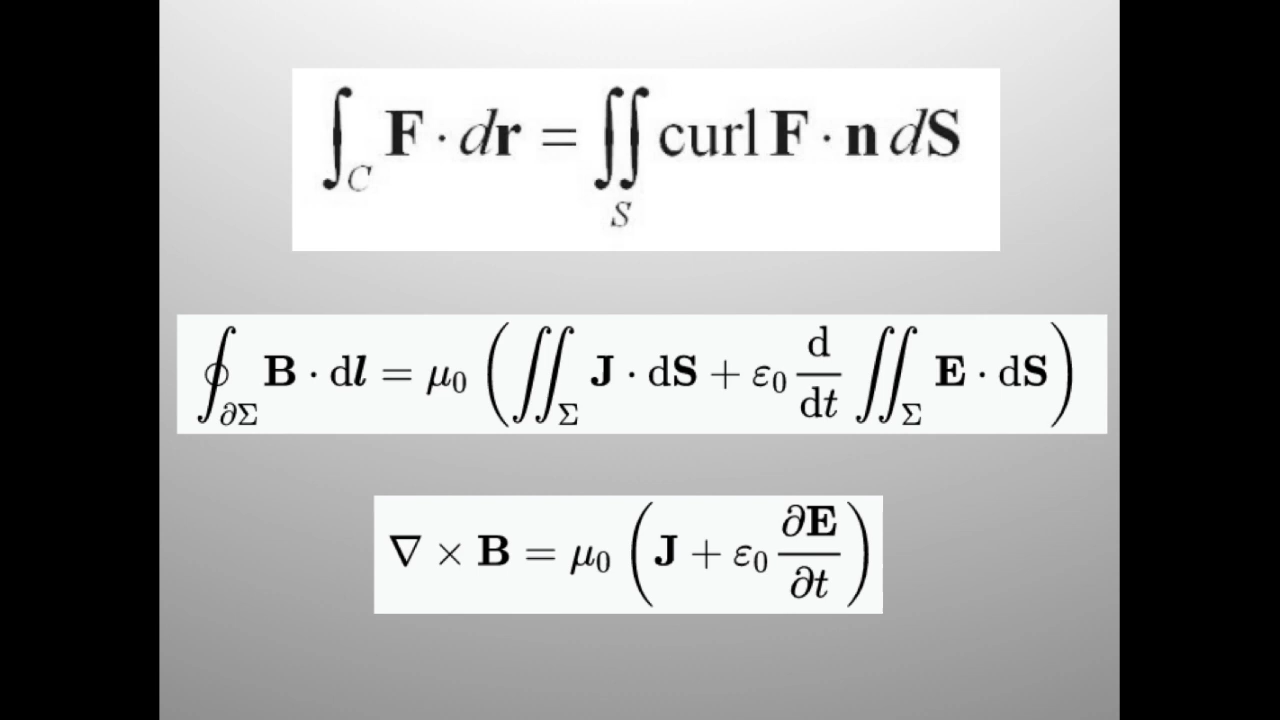 ∫_C F · dr = ∬_S curl F · n dS
∮_∂Σ B · dl = μ₀ (∬_Σ J · dS + ε₀ d/dt ∬_Σ E · dS)
∇ × B = μ₀ (J + ε₀ ∂E/∂t)